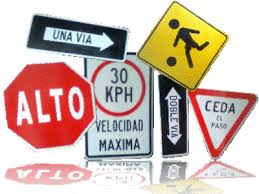 UNA VIA
ALTO
30
KPH
VELOCIDAD
MAXIMA
DOBLE VIA
CEDA
EL
PASO